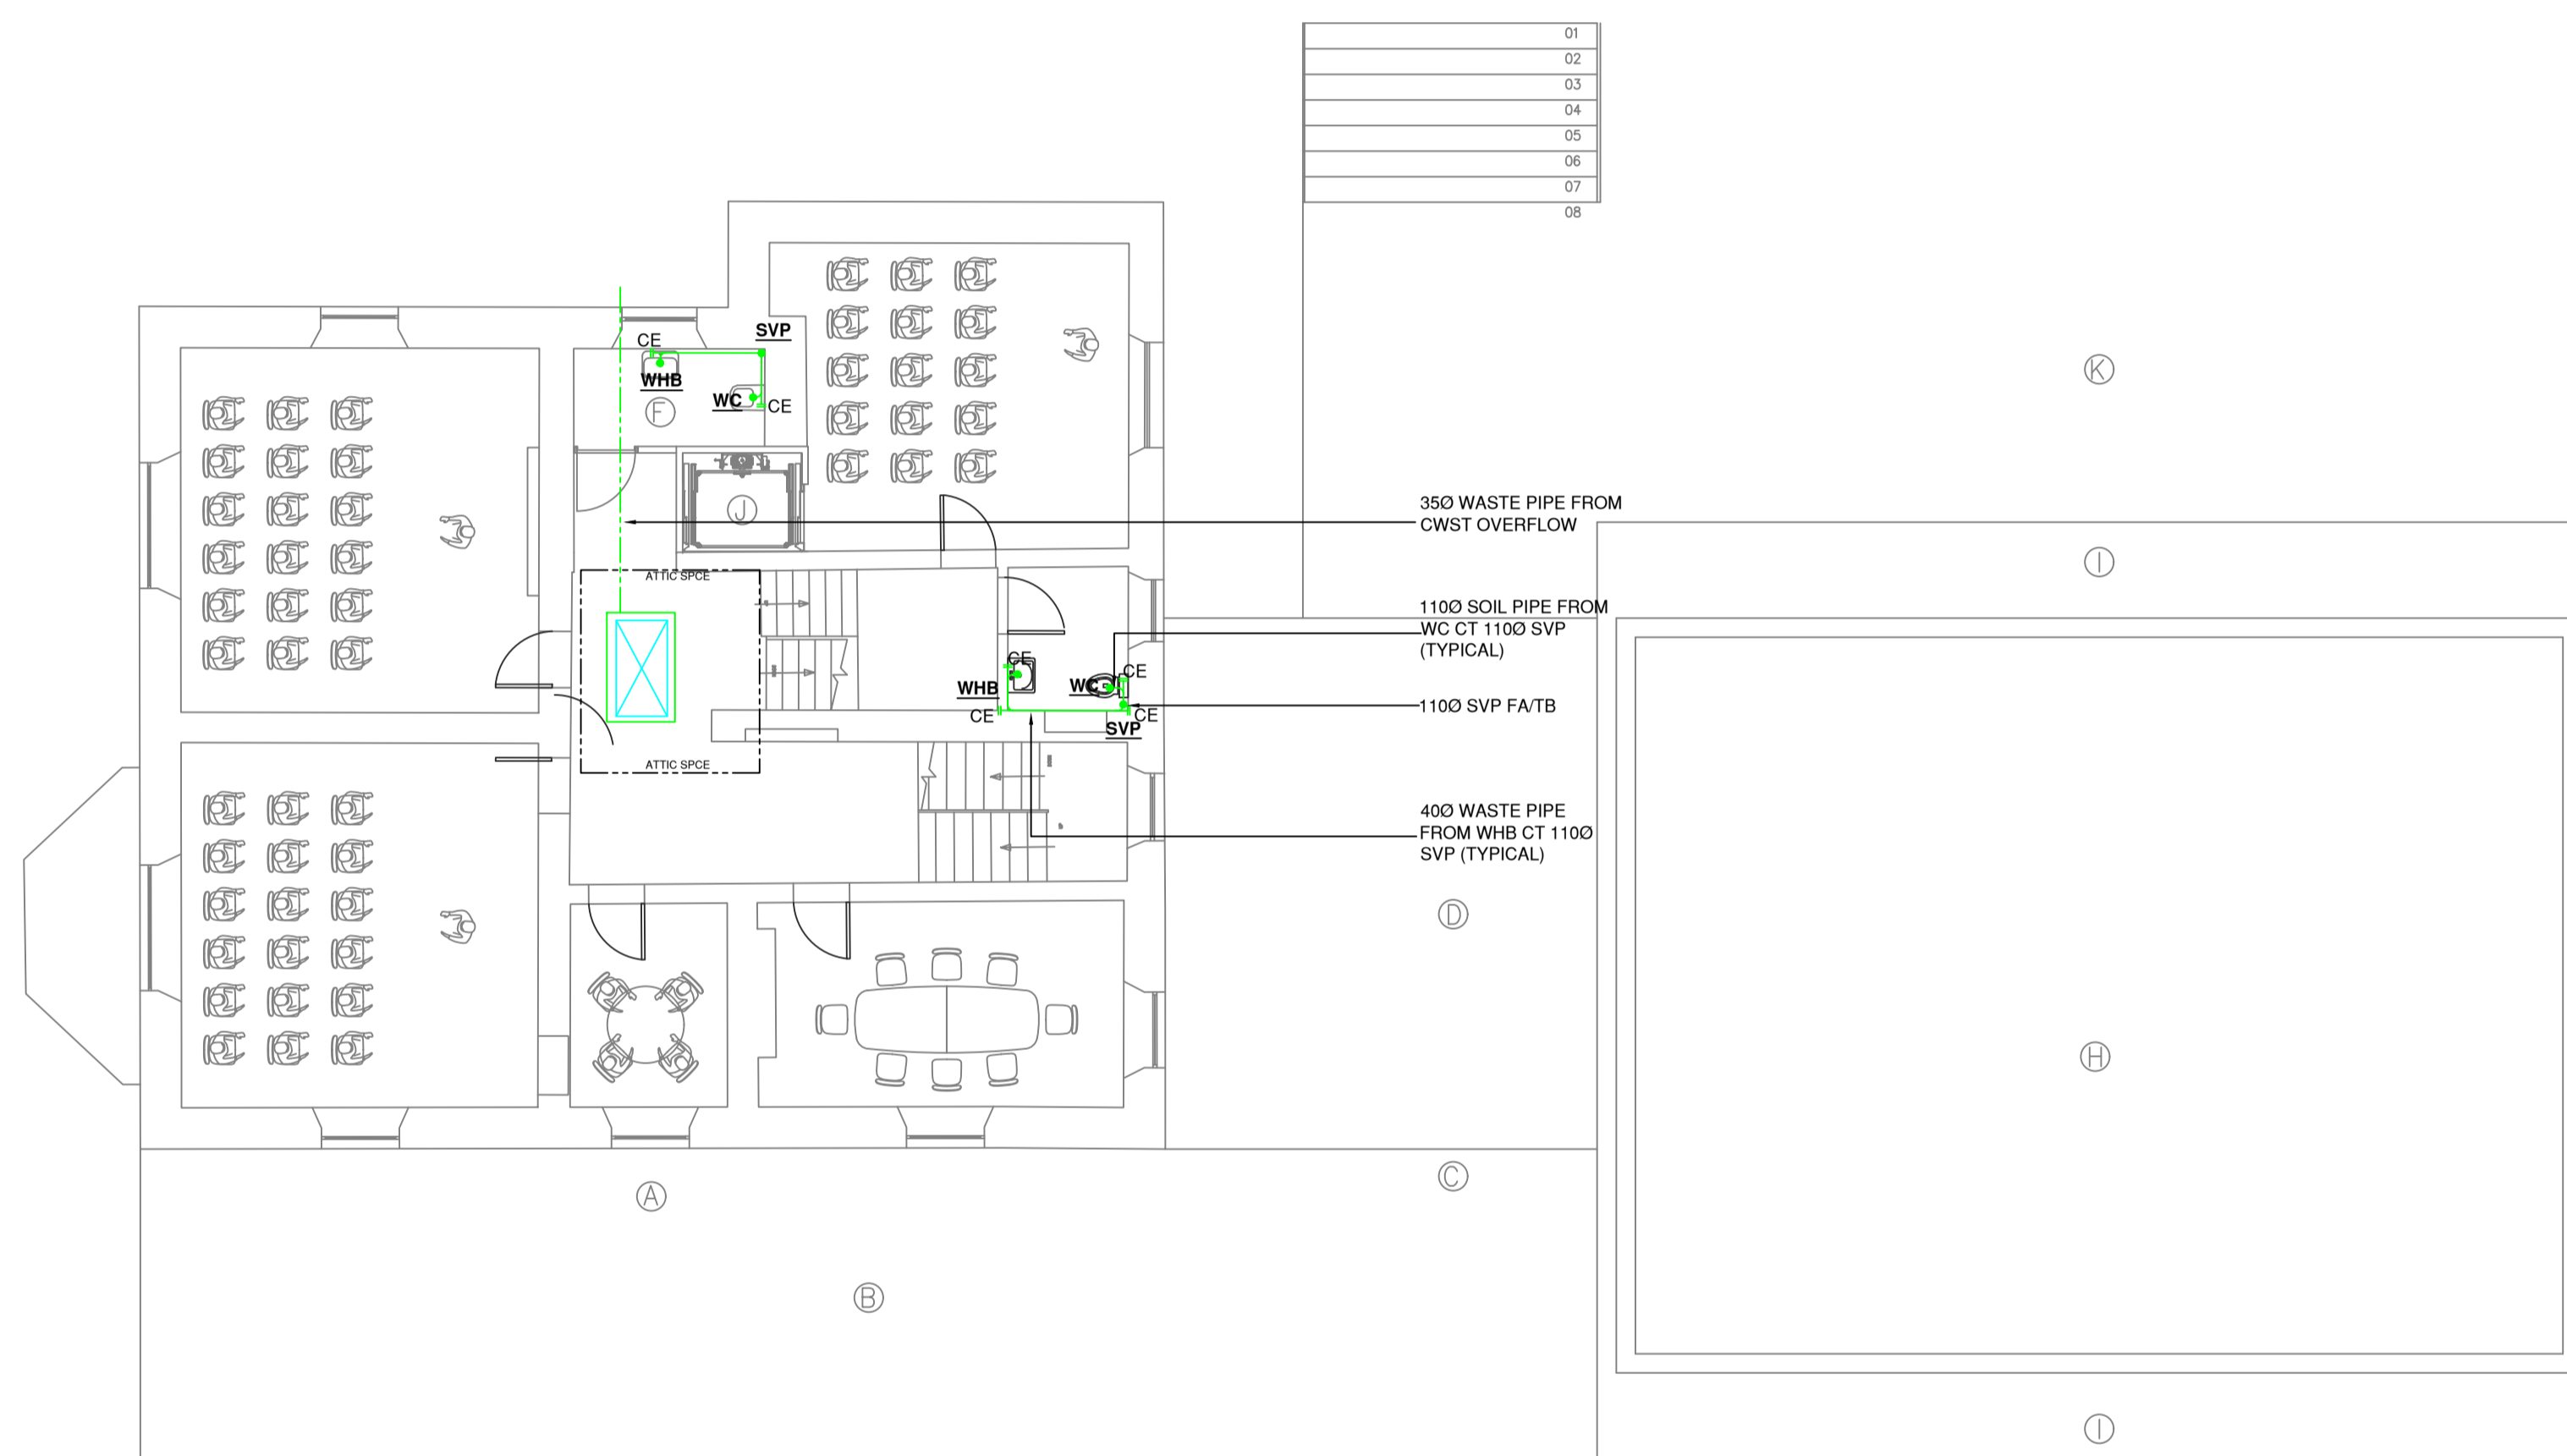 01
02
03
04
05
06
07
08
SVP
CE
WHB
WC
CE
F
K
J
35Ø WASTE PIPE FROM
CWST OVERFLOW
I
ATTIC SPCE
110Ø SOIL PIPE FROM
WC CT 110Ø SVP
(TYPICAL)
CE
CE
WHB
WC
CE
CE
SVP
110Ø SVP FA/TB
ATTIC SPCE
40Ø WASTE PIPE
FROM WHB CT 110Ø
SVP (TYPICAL)
D
H
A
C
B
I